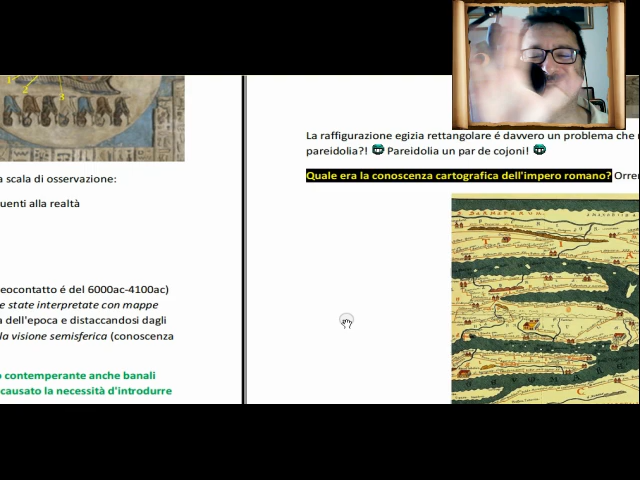 La raffigurazione egizia rettangolare é davvero un problema che
pareidolia?! Pareidolia un par de cojoni!
a scala di osservazione:
Quale era la conoscenza cartografica dell'impero romano? Orre
uenti alla realtà
eocontatto é del 6000ac-4100ac)
e state interpretate con mappe
a dell'epoca e distaccandosi dagli
la visione semisferica (conoscenza
o contemperante anche banali
causato la necessità d'introdurre